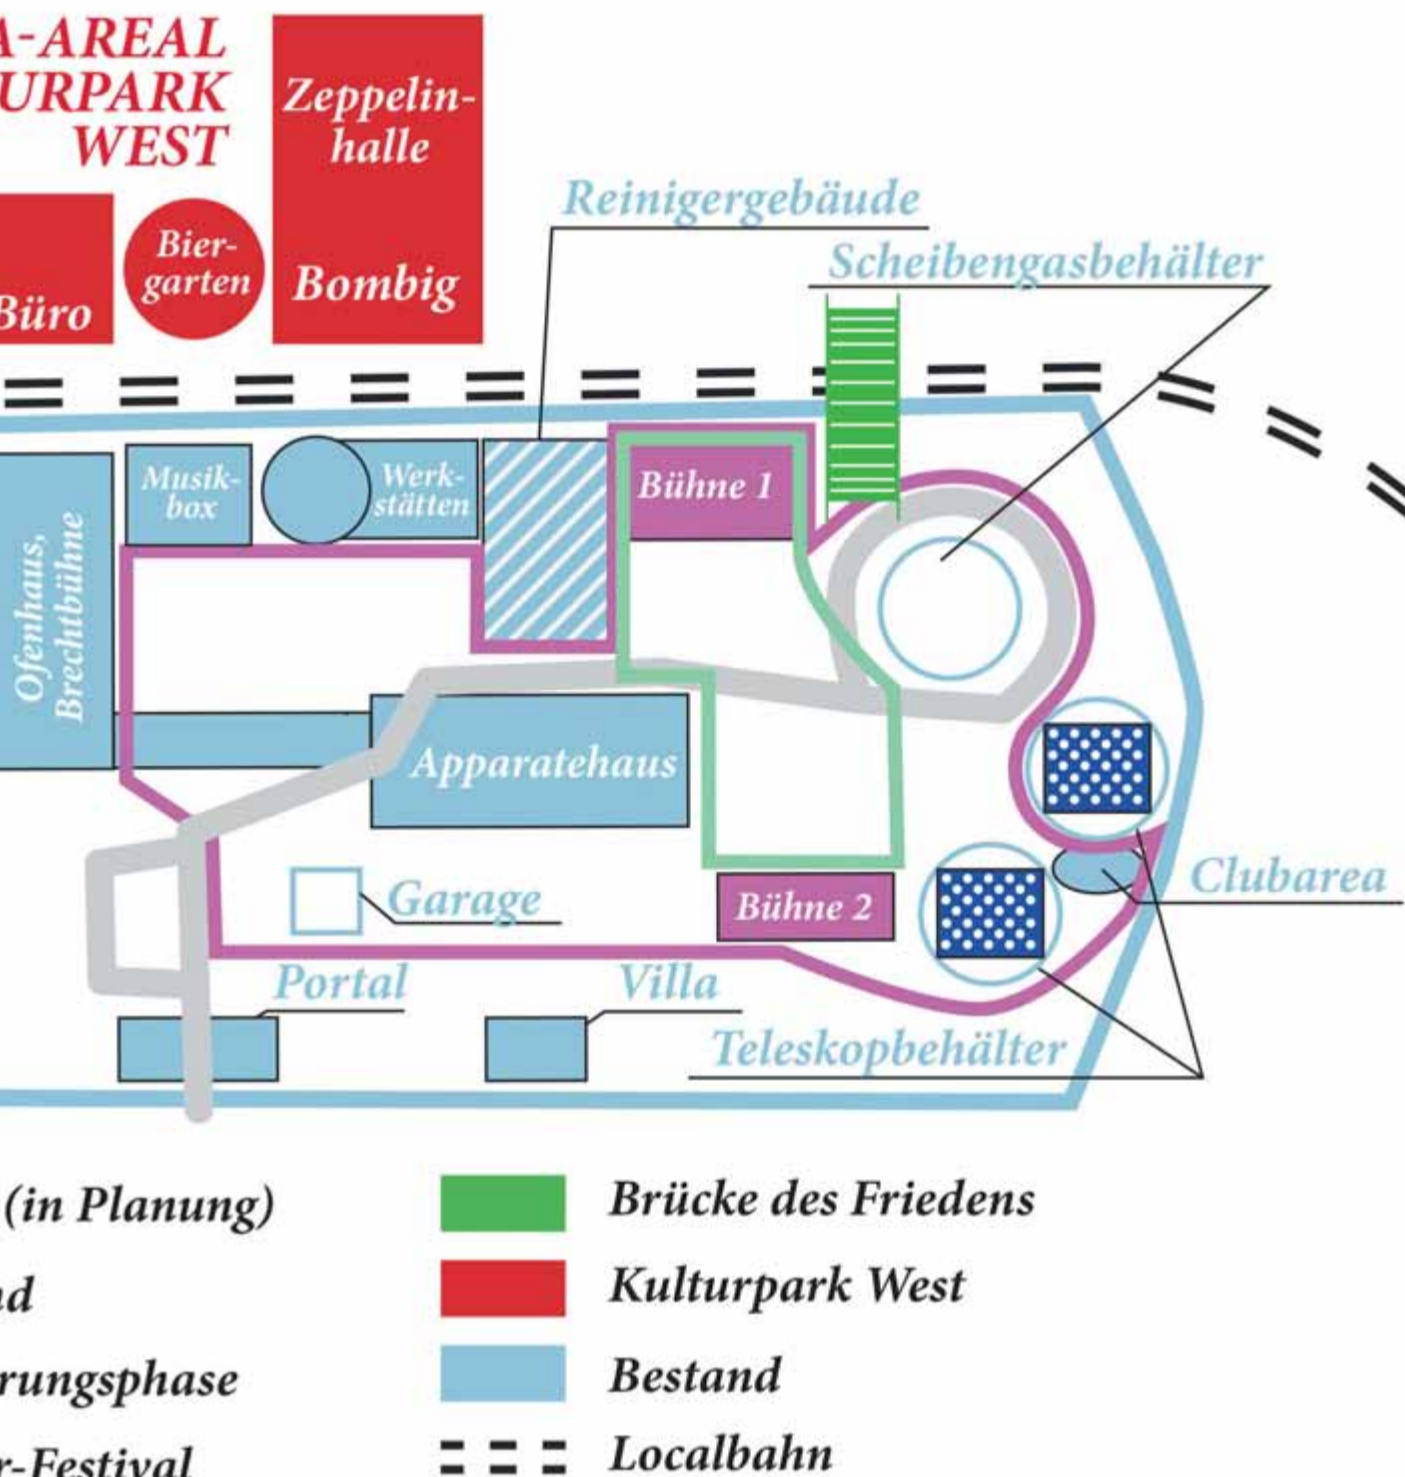 A-AREAL
URPARK
WEST
Zeppelin-
halle
Bombig
Büro
Bier-
garten
Reinigergebäude
Scheibengasbehälter
Musik-
box
Werk-
stätten
Bühne 1
Ofenhaus,
Brechtbühne
Apparatehaus
Garage
Bühne 2
Clubarea
Portal
Villa
Teleskopbehälter
(in Planung)
nd
rungsphase
r-Festival
Brücke des Friedens
Kulturpark West
Bestand
Localbahn